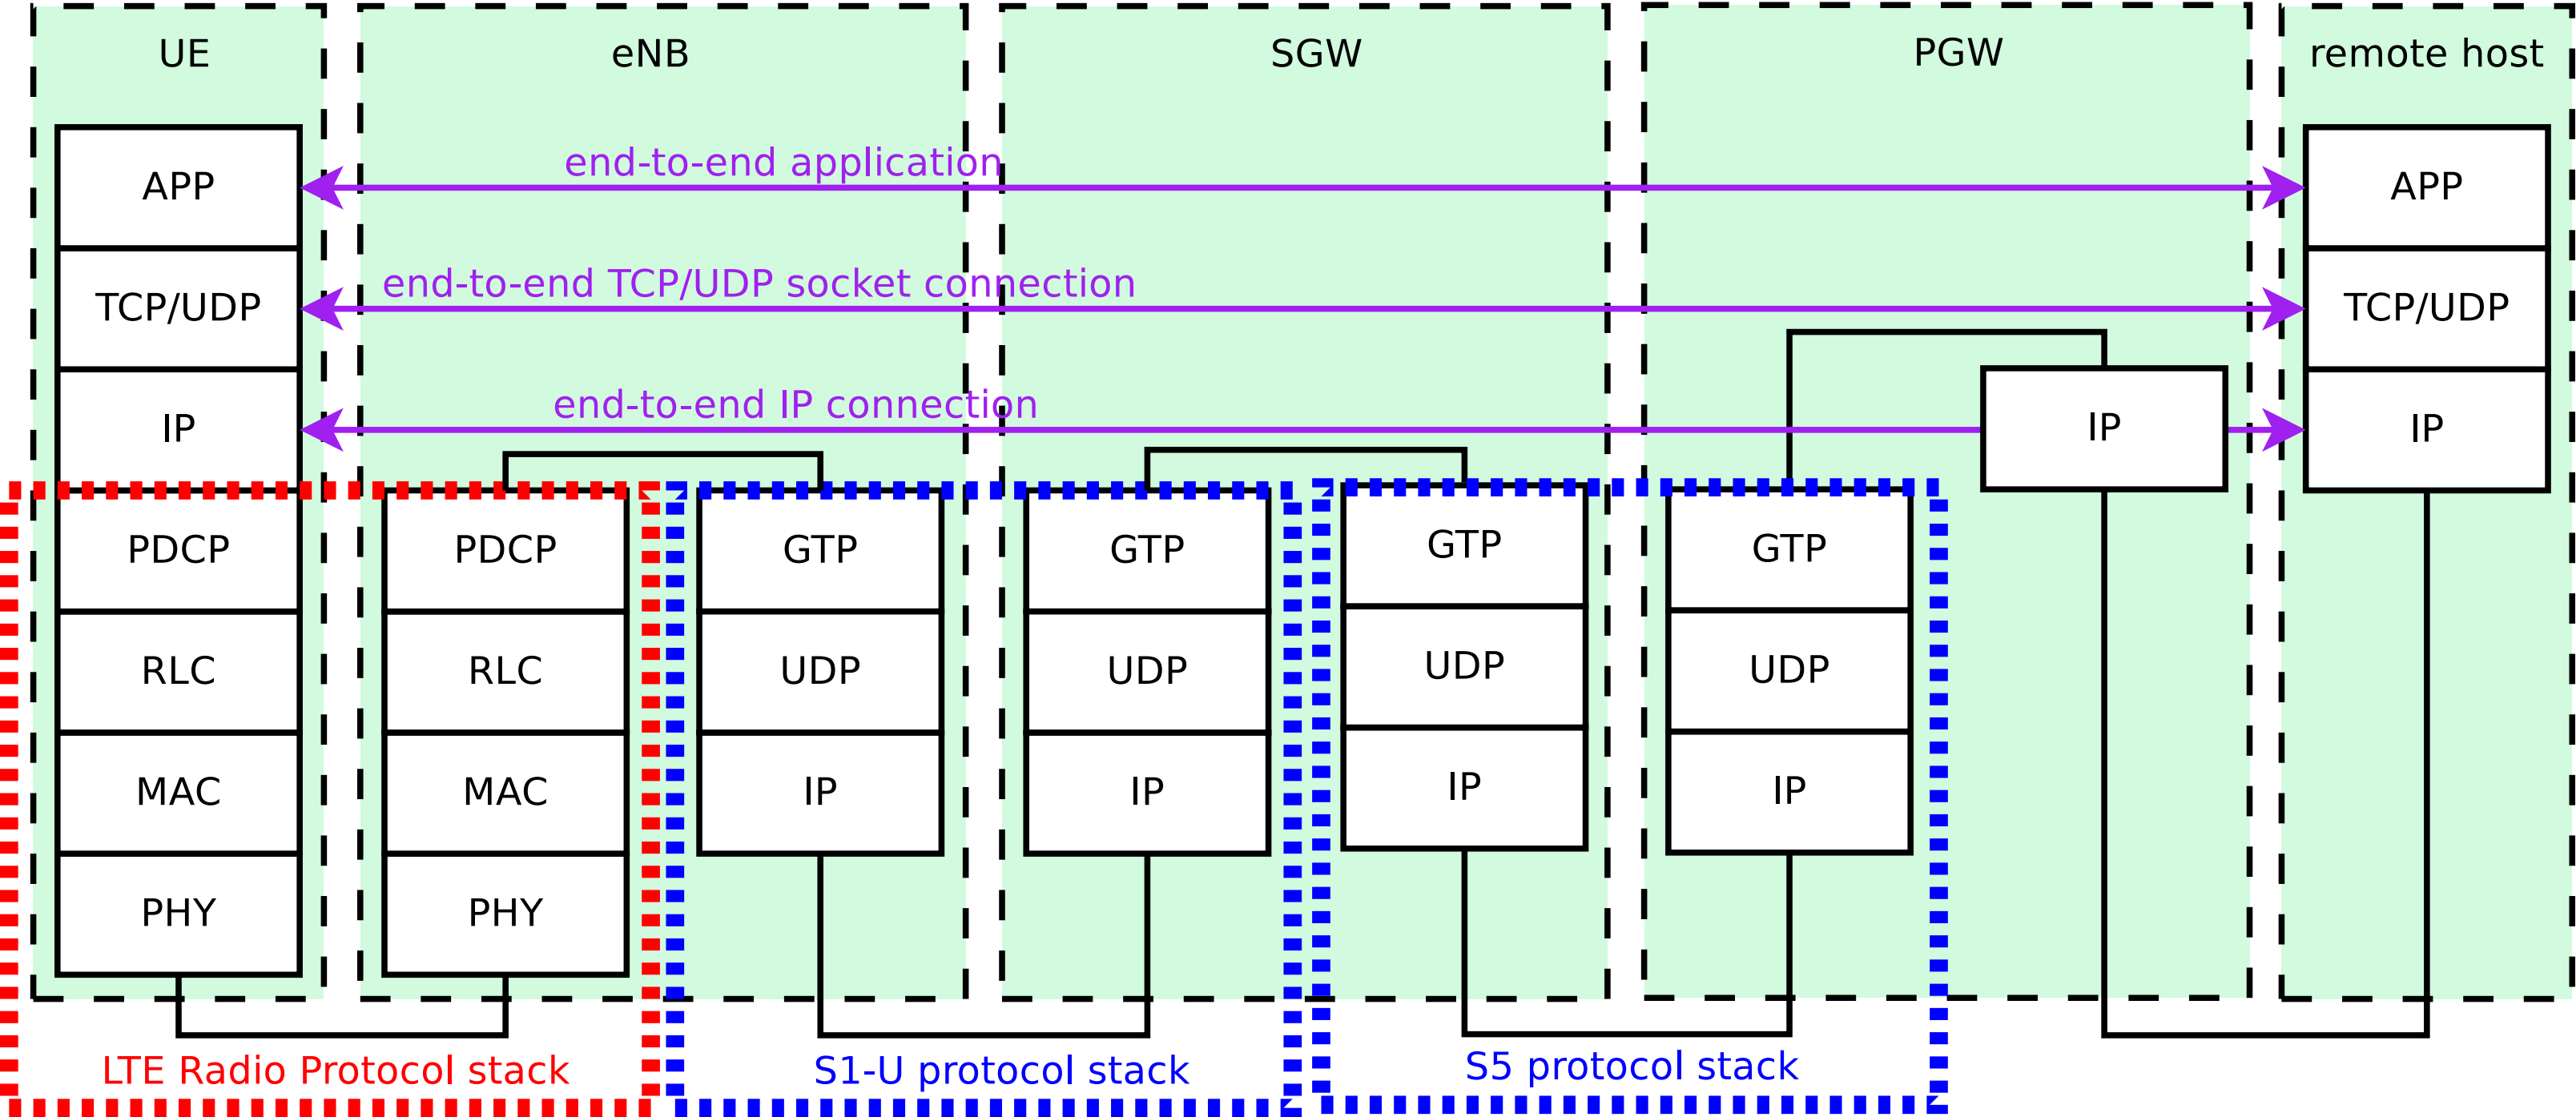 UE
eNB
SGW
PGW
remote host
end-to-end application
end-to-end TCP/UDP socket connection
end-to-end IP connection
APP
TCP/UDP
IP
PDCP
RLC
MAC
PHY
PDCP
RLC
MAC
PHY
GTP
UDP
IP
GTP
UDP
IP
GTP
UDP
IP
GTP
UDP
IP
IP
APP
TCP/UDP
IP
LTE Radio Protocol stack
S1-U protocol stack
S5 protocol stack